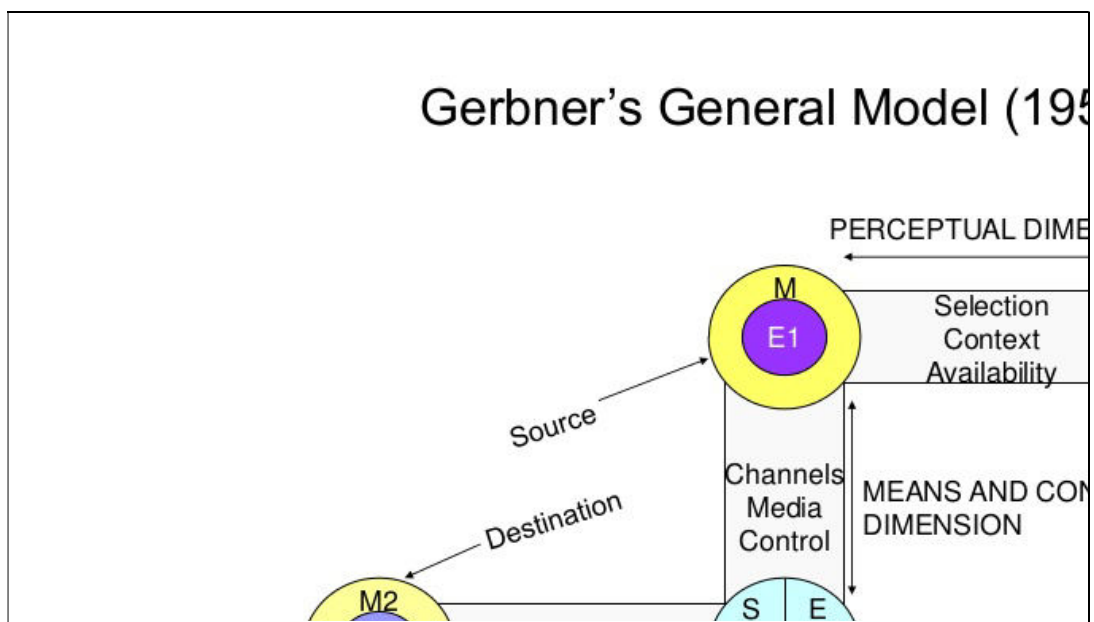 Gerbner’s General Model (195
PERCEPTUAL DIME
M
E1
Selection
Context
Availability
Source
Channels
Media
Control
MEANS AND CON
DIMENSION
Destination
M2
S E